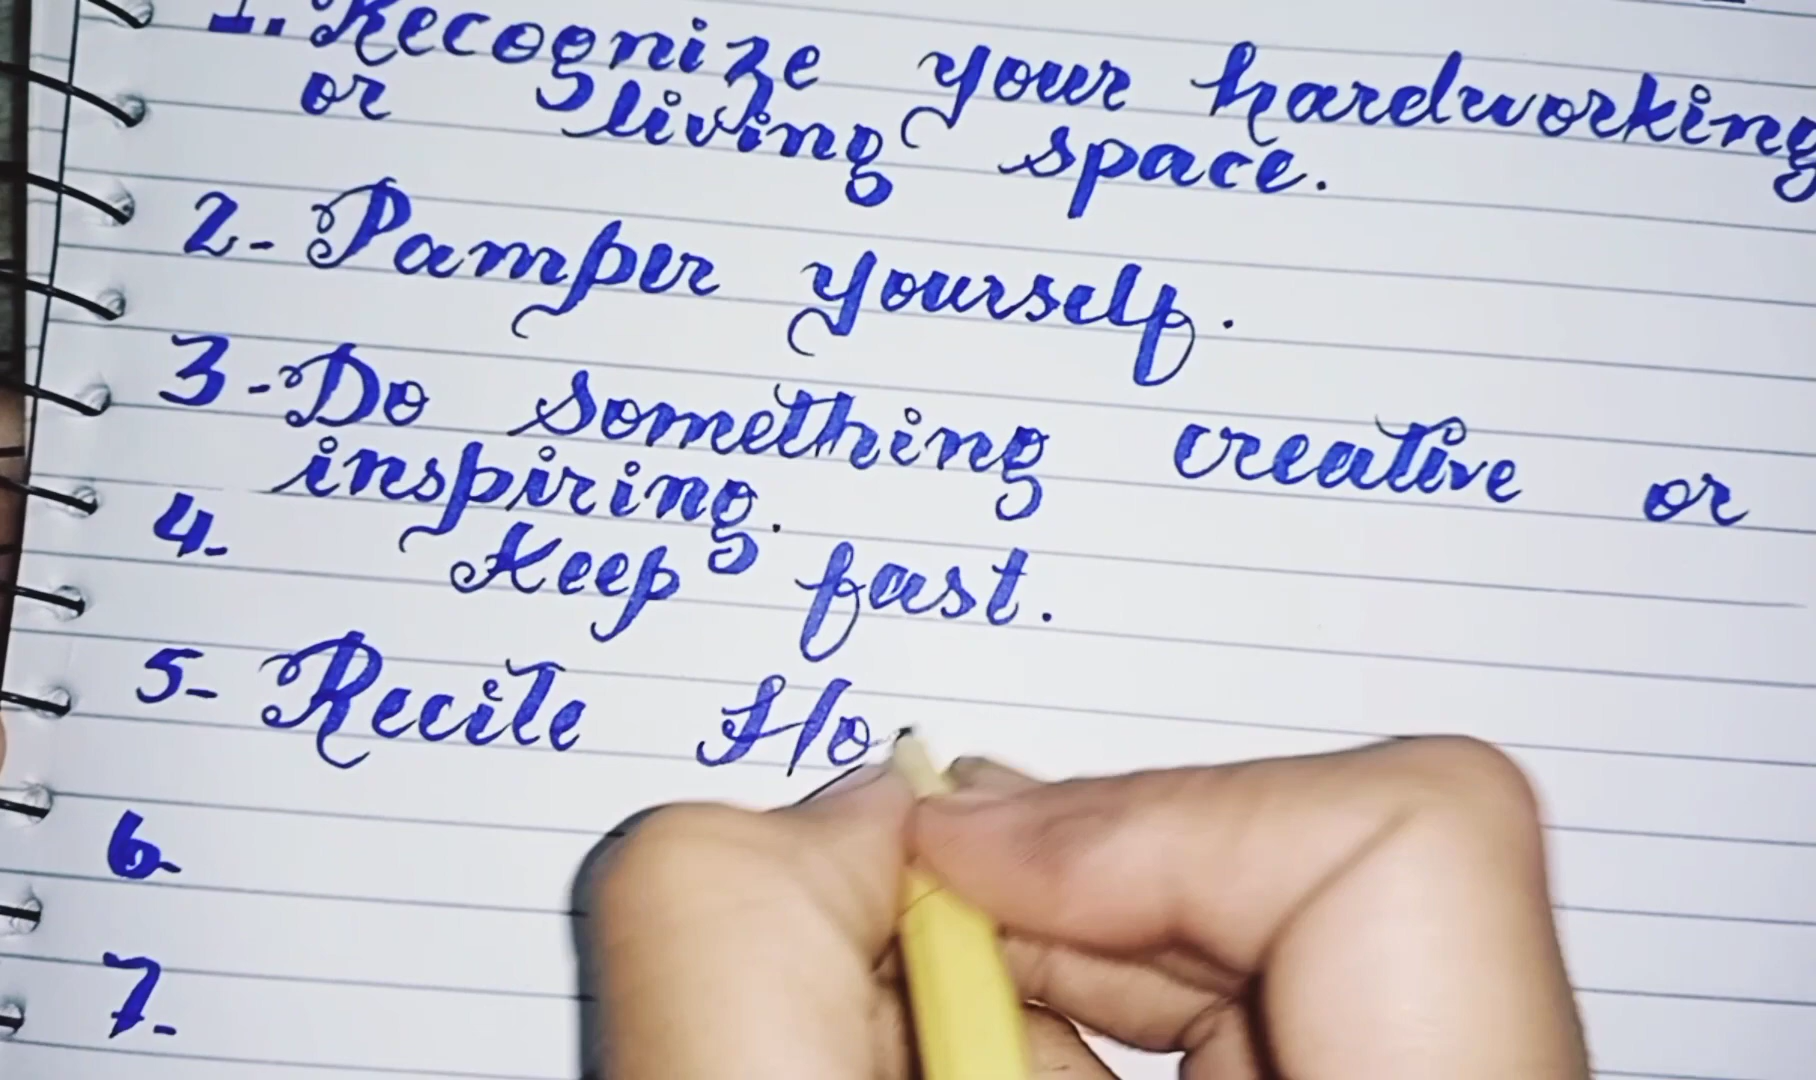 1. Recognize your hardworking
or living space.
2- Pamper yourself.
3- Do something creative or
inspiring.
4- Keep fast.
5- Recite Ho
6-
7-